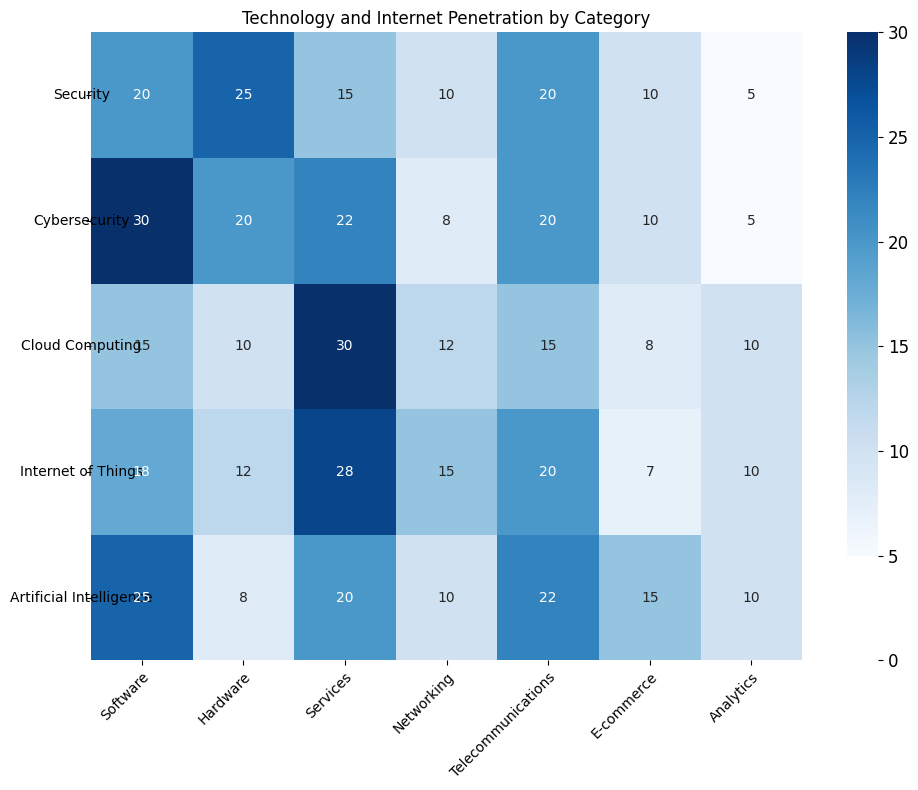 Technology and Internet Penetration by Category
Security 20 25 15 10 20 10 5
Cybersecurity 30 20 22 8 20 10 5
Cloud Computing 15 10 30 12 15 8 10
Internet of Things 18 12 28 15 20 7 10
Artificial Intelligence 25 8 20 10 22 15 10
Software Hardware Services Networking Telecommunications E-commerce Analytics
30
25
20
15
10
5
0